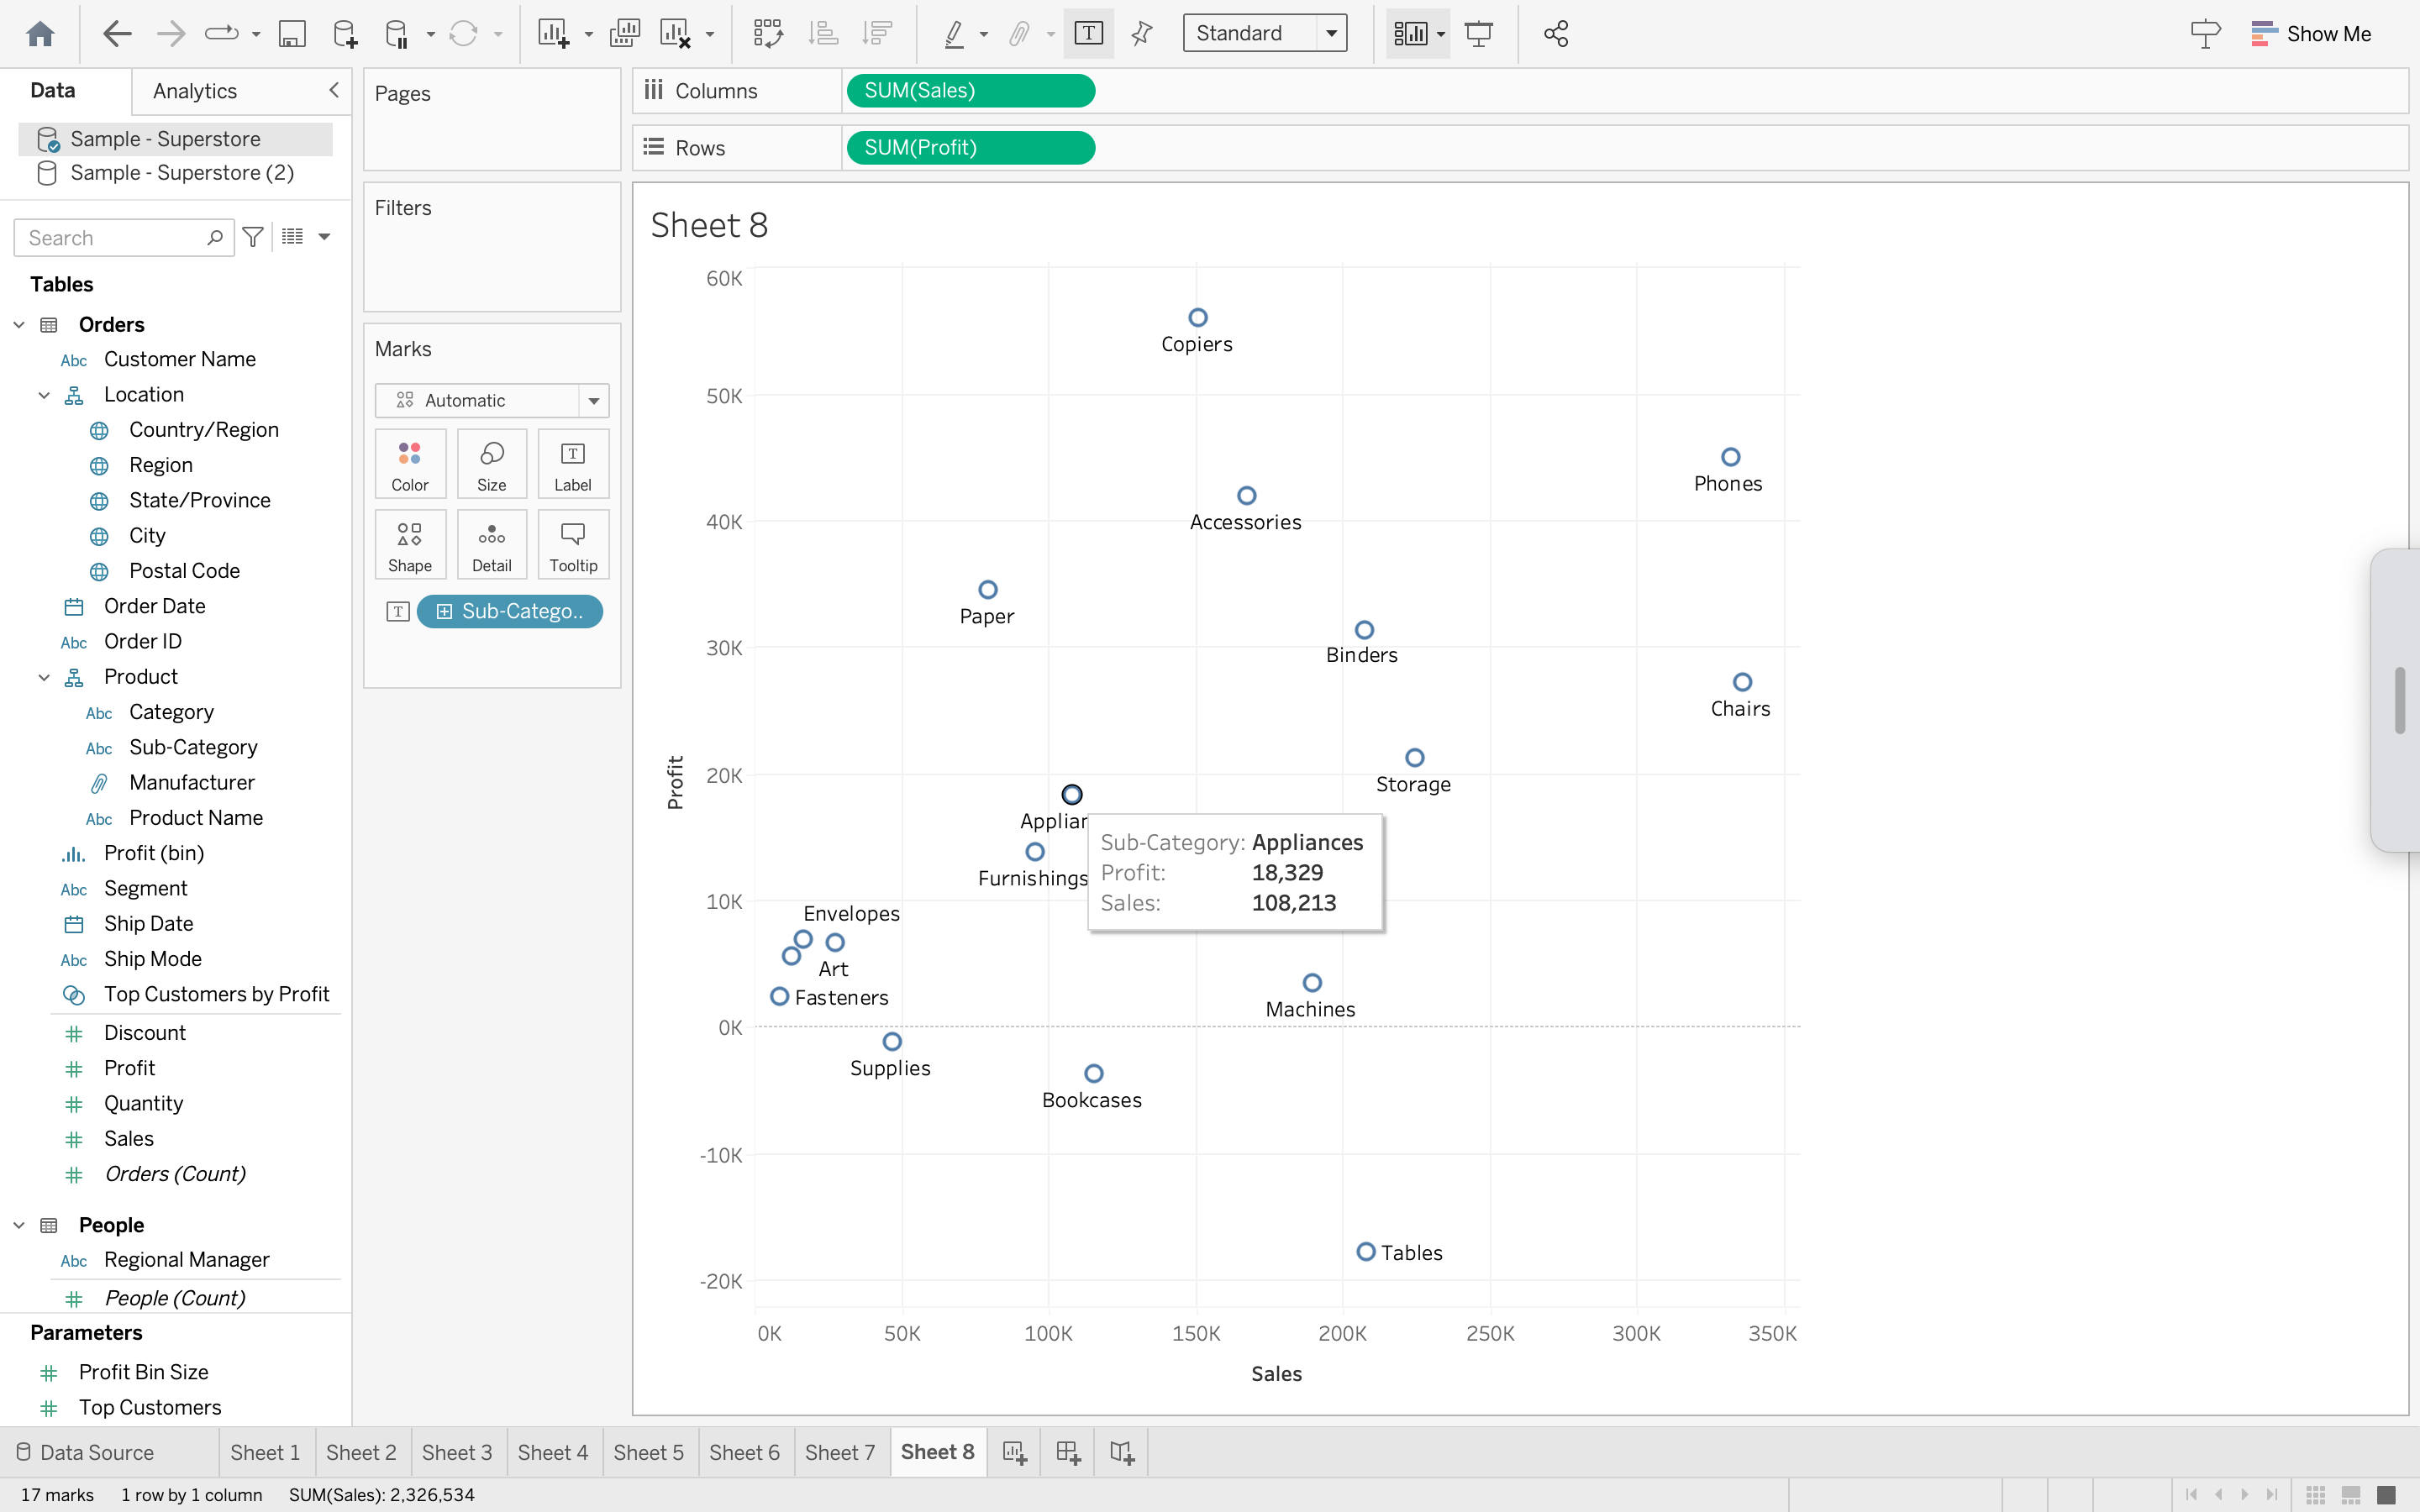 Standard
Show Me
Data
Analytics
Pages
Columns
SUM(Sales)
Rows
SUM(Profit)
Sample - Superstore
Sample - Superstore (2)
Search
Tables
Orders
Abc Customer Name
Location
Country/Region
Region
State/Province
City
Postal Code
Order Date
Abc Order ID
Product
Abc Category
Abc Sub-Category
Manufacturer
Abc Product Name
Profit (bin)
Abc Segment
Ship Date
Abc Ship Mode
Top Customers by Profit
Discount
Profit
Quantity
Sales
Orders (Count)
People
Abc Regional Manager
People (Count)
Parameters
Profit Bin Size
Top Customers
Filters
Marks
Automatic
Color
Size
T
Label
Shape
Detail
Tooltip
T
Sub-Catego..
Sheet 8
60K
50K
40K
30K
20K
10K
0K
-10K
-20K
Profit
Copiers
Phones
Accessories
Paper
Binders
Chairs
Storage
Applian
Sub-Category: Appliances
Profit: 18,329
Sales: 108,213
Furnishings
Envelopes
Art
Fasteners
Machines
Supplies
Bookcases
Tables
0K
50K
100K
150K
200K
250K
300K
350K
Sales
Data Source
Sheet 1
Sheet 2
Sheet 3
Sheet 4
Sheet 5
Sheet 6
Sheet 7
Sheet 8
17 marks
1 row by 1 column
SUM(Sales): 2,326,534